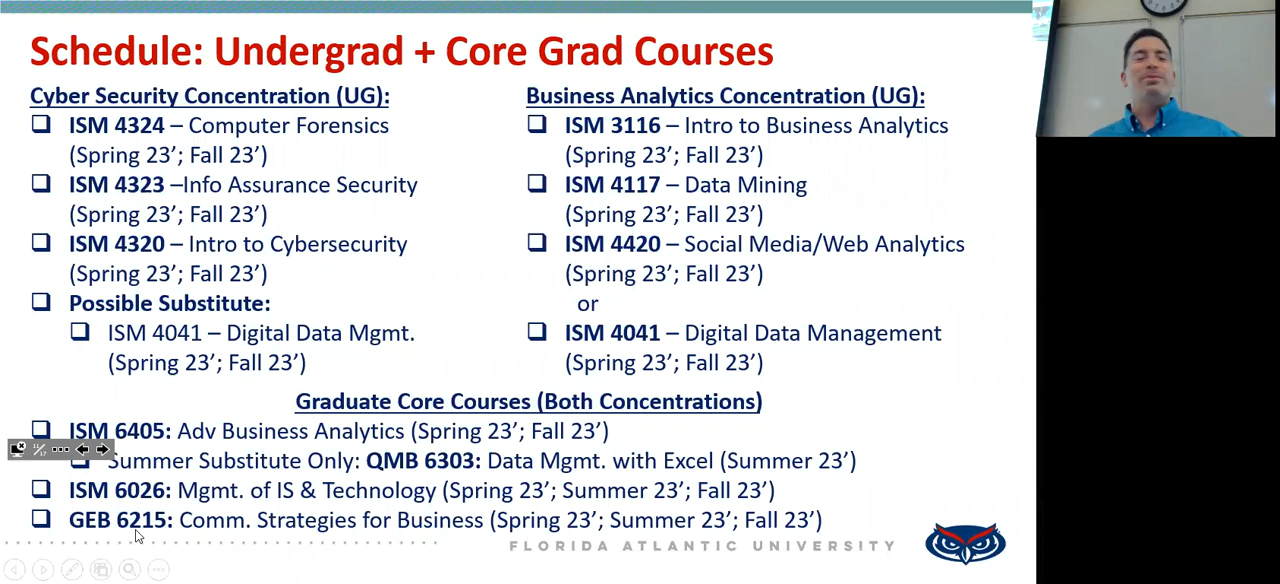 Schedule: Undergrad + Core Grad Courses
Cyber Security Concentration (UG):
ISM 4324 – Computer Forensics
(Spring 23’; Fall 23’)
ISM 4323 –Info Assurance Security
(Spring 23’; Fall 23’)
ISM 4320 – Intro to Cybersecurity
(Spring 23’; Fall 23’)
Possible Substitute:
ISM 4041 – Digital Data Mgmt.
(Spring 23’; Fall 23’)
Business Analytics Concentration (UG):
ISM 3116 – Intro to Business Analytics
(Spring 23’; Fall 23’)
ISM 4117 – Data Mining
(Spring 23’; Fall 23’)
ISM 4420 – Social Media/Web Analytics
(Spring 23’; Fall 23’)
or
ISM 4041 – Digital Data Management
(Spring 23’; Fall 23’)
Graduate Core Courses (Both Concentrations)
ISM 6405: Adv Business Analytics (Spring 23’; Fall 23’)
Summer Substitute Only: QMB 6303: Data Mgmt. with Excel (Summer 23’)
ISM 6026: Mgmt. of IS & Technology (Spring 23’; Summer 23’; Fall 23’)
GEB 6215: Comm. Strategies for Business (Spring 23’; Summer 23’; Fall 23’)
FLORIDA ATLANTIC UNIVERSITY